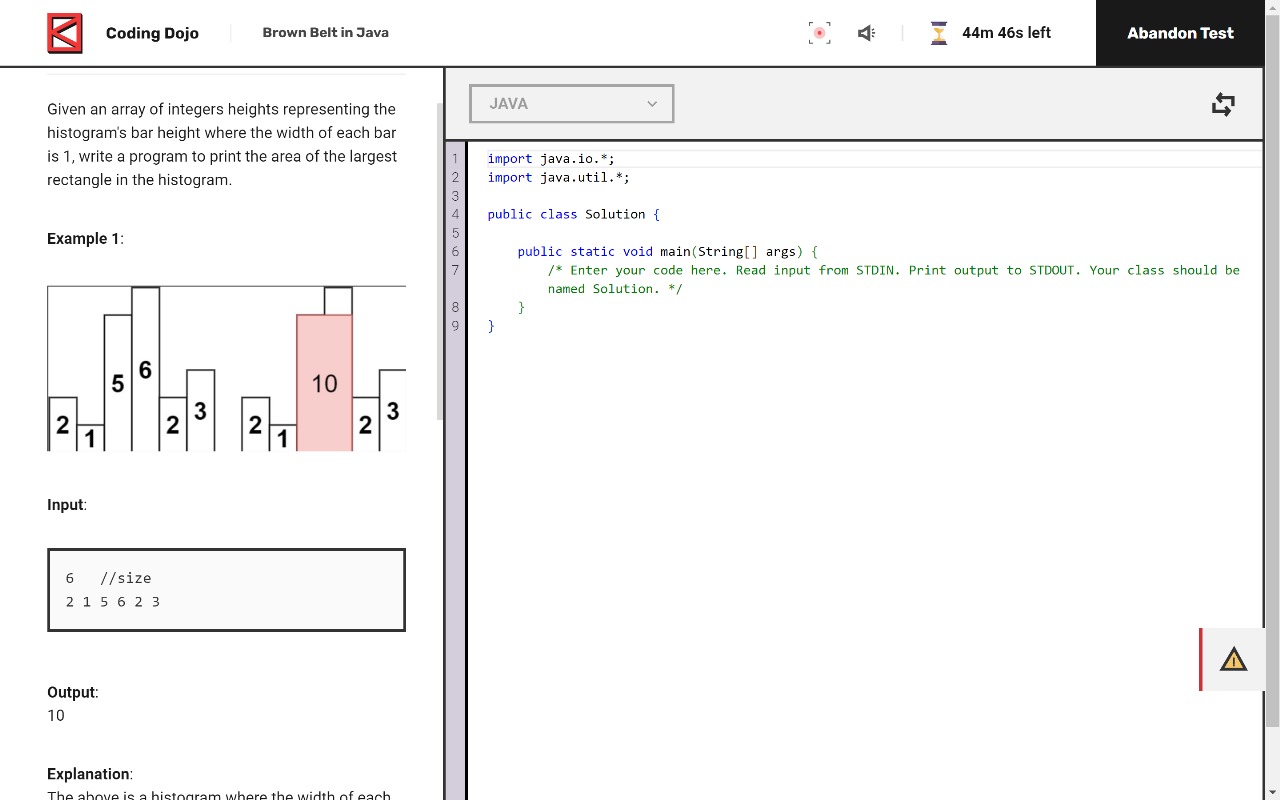 Coding Dojo
Brown Belt in Java
44m 46s left
Abandon Test
Given an array of integers heights representing the
histogram's bar height where the width of each bar
is 1, write a program to print the area of the largest
rectangle in the histogram.
Example 1:
2 1 5 6 2 3
2 1 10 2 3
Input:
6   //size
2 1 5 6 2 3
Output:
10
Explanation:
The above is a histogram where the width of each
JAVA
1 import java.io.*;
2 import java.util.*;
3
4 public class Solution {
5
6     public static void main(String[] args) {
7         /* Enter your code here. Read input from STDIN. Print output to STDOUT. Your class should be
named Solution. */
8     }
9 }